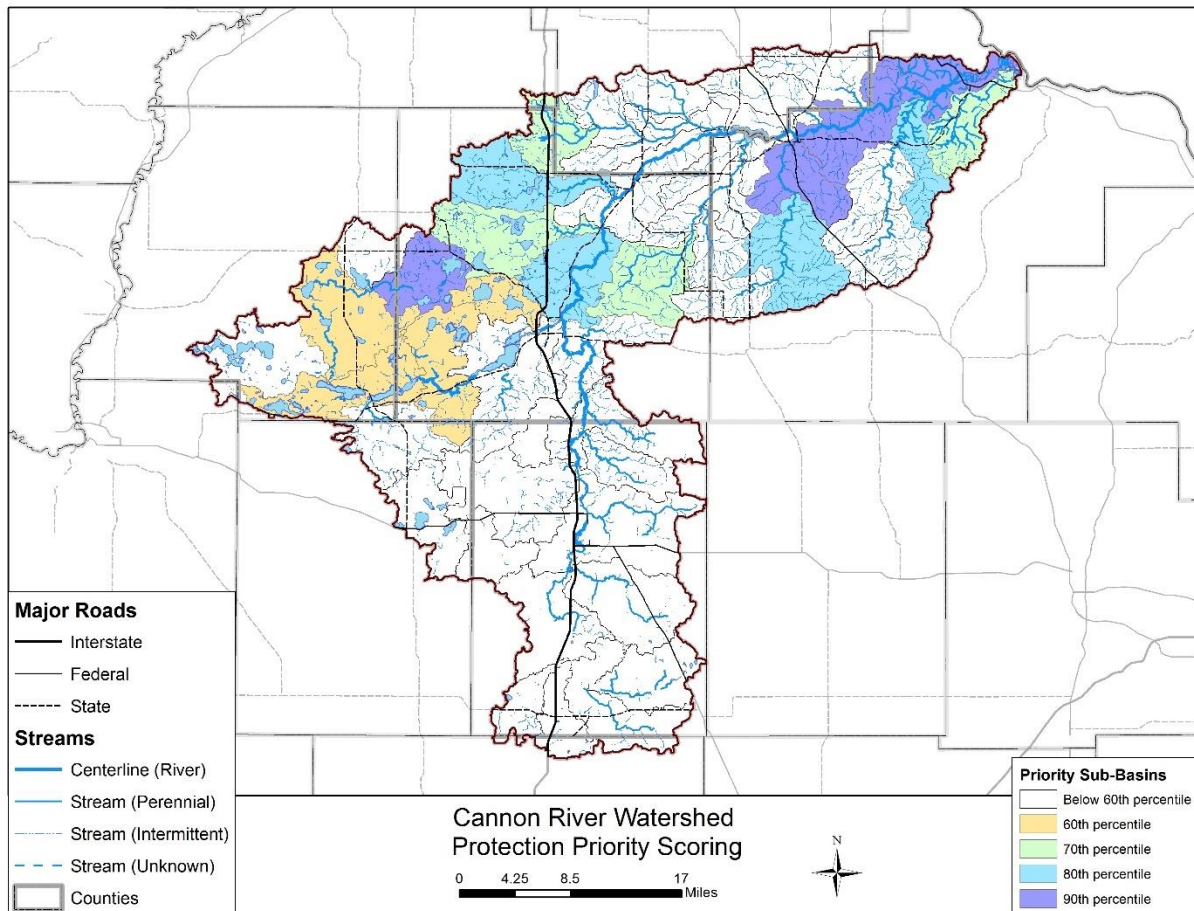 Major Roads
Interstate
Federal
State
Streams
Centerline (River)
Stream (Perennial)
Stream (Intermittent)
Stream (Unknown)
Counties
Cannon River Watershed
Protection Priority Scoring
0 4.25 8.5 17
Miles
N
Priority Sub-Basins
Below 60th percentile
60th percentile
70th percentile
80th percentile
90th percentile